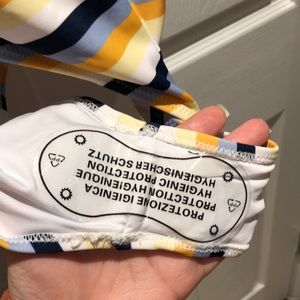 PROTEZIONE IGIENICA
PROTECTION HYGIENIQUE
HYGIENIC PROTECTION
HYGIENISCHER SCHUTZ